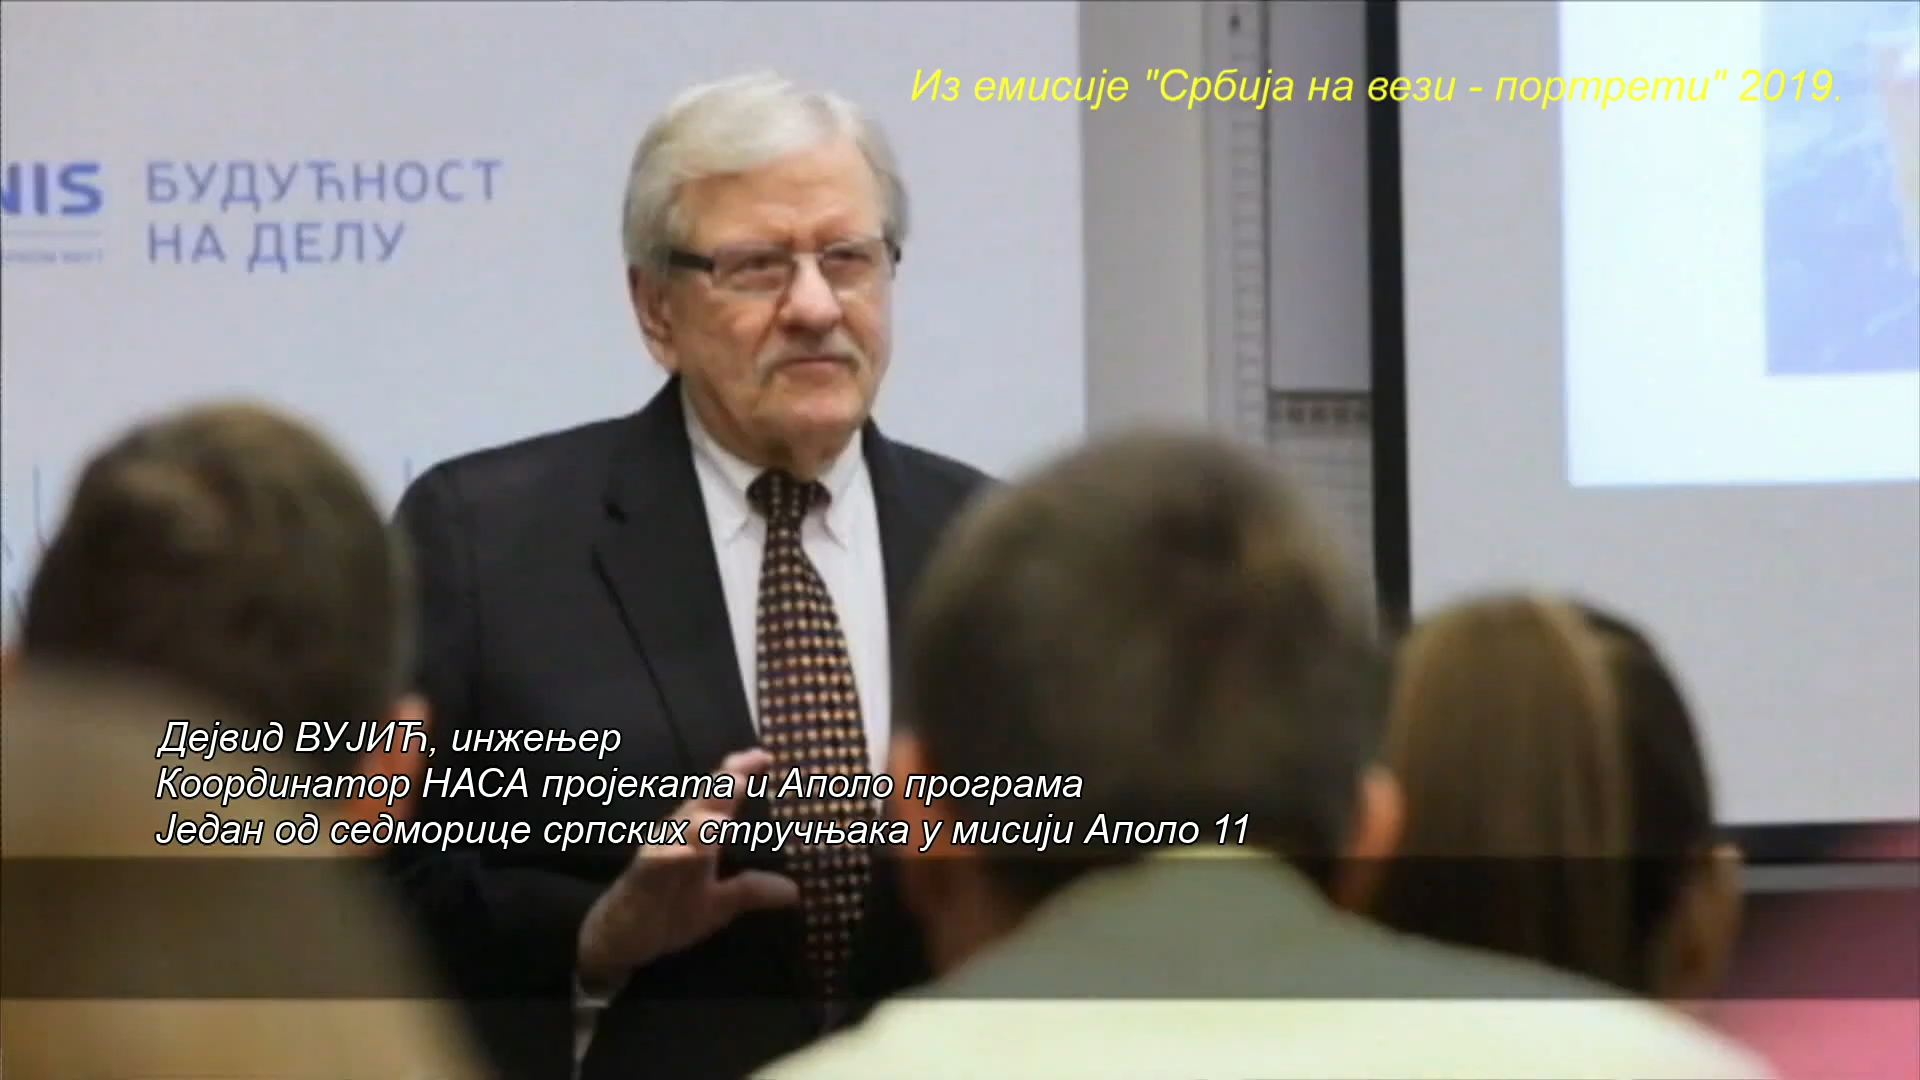 Из емисије "Србија на вези - портрети" 2019.
NIS
БУДУЋНОСТ
НА ДЕЛУ
Дејвид ВУЈИЋ, инжењер
Координатор НАСА пројеката и Аполо програма
Један од седморице српских стручњака у мисији Аполо 11